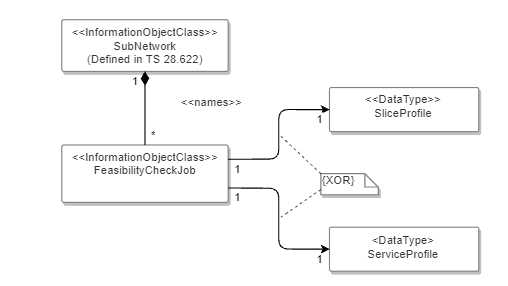 <<InformationObjectClass>>
SubNetwork
(Defined in TS 28.622)
1
<<names>>
*
<<DataType>>
SliceProfile
1
<<InformationObjectClass>>
FeasibilityCheckJob
1
1
{XOR}
<DataType>
ServiceProfile
1